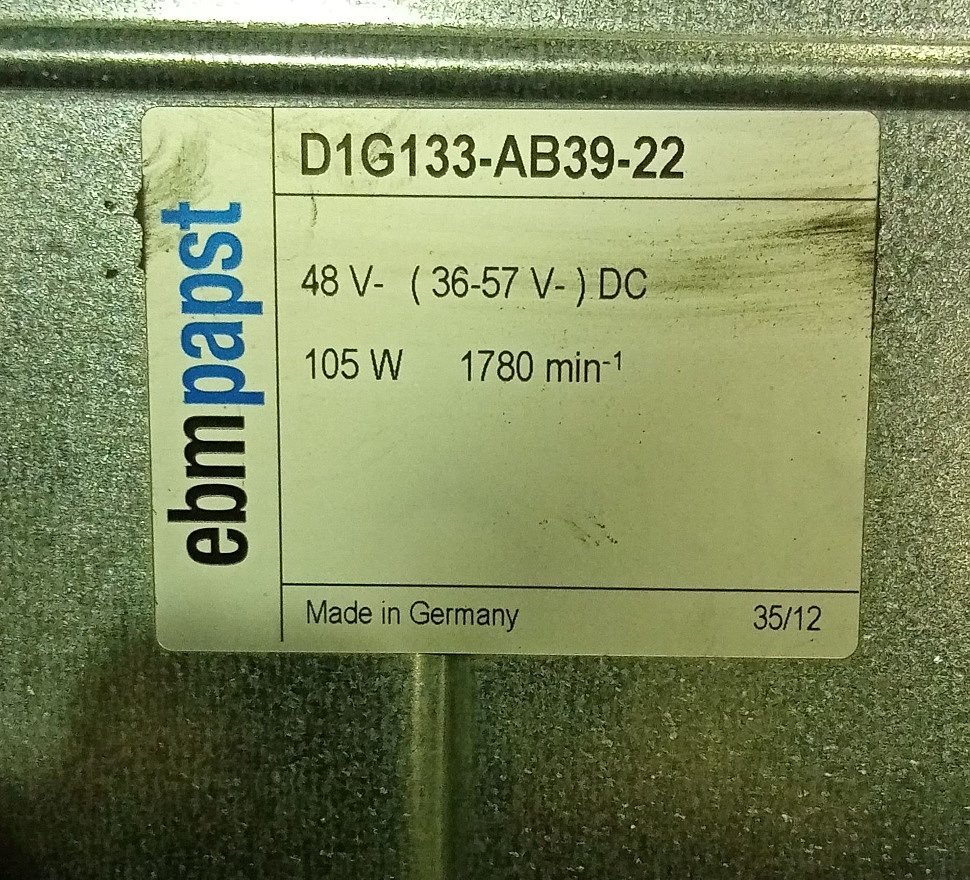 ebmpapst
D1G133-AB39-22
48 V- ( 36-57 V- ) DC
105 W 1780 min-1
Made in Germany 35/12